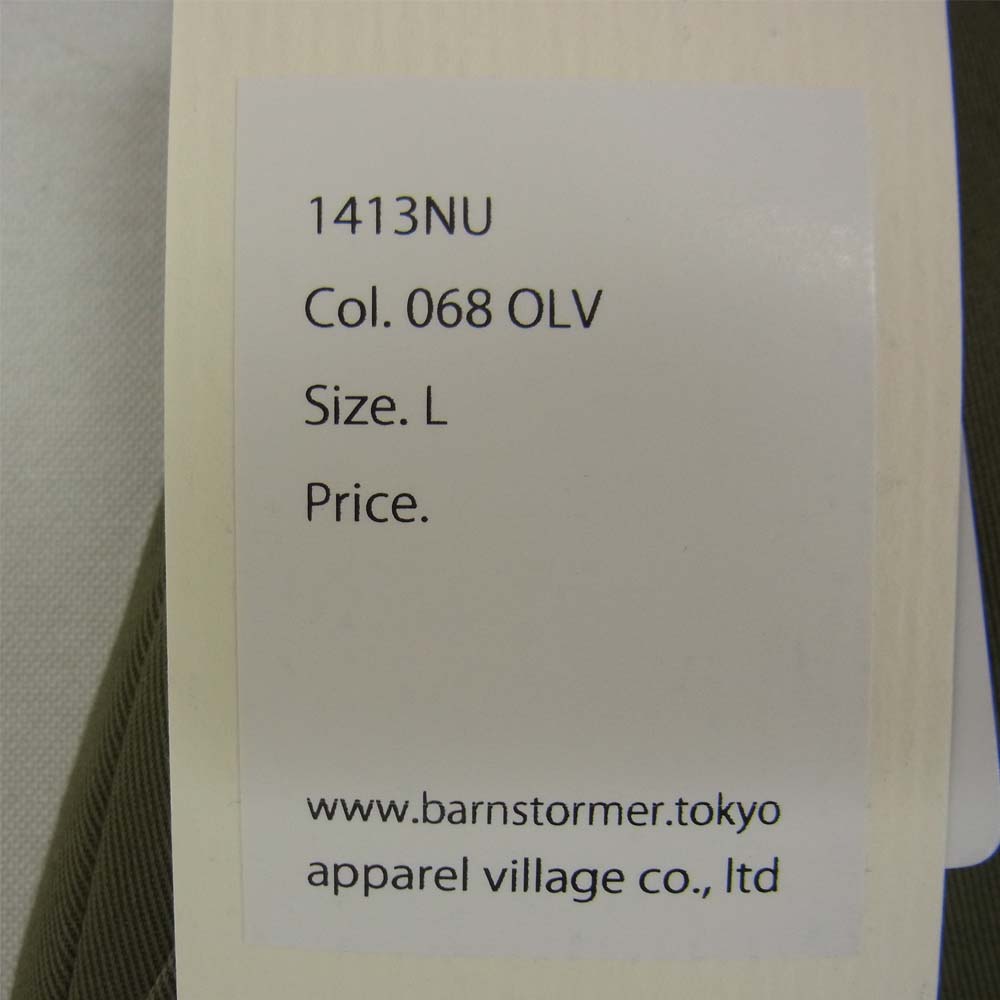 1413NU
Col. 068 OLV
Size. L
Price.
www.barnstormer.tokyo
apparel village co., ltd